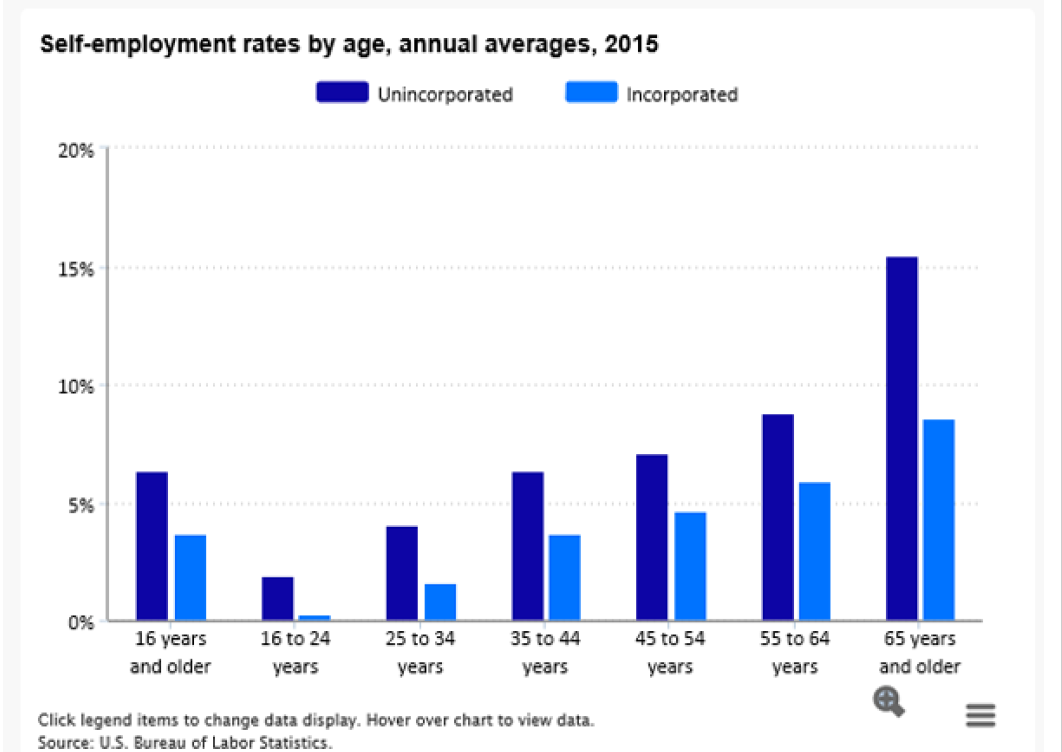 Self-employment rates by age, annual averages, 2015
Unincorporated Incorporated
20%
15%
10%
5%
0%
16 years and older
16 to 24 years
25 to 34 years
35 to 44 years
45 to 54 years
55 to 64 years
65 years and older
Click legend items to change data display. Hover over chart to view data.
Source: U.S. Bureau of Labor Statistics.